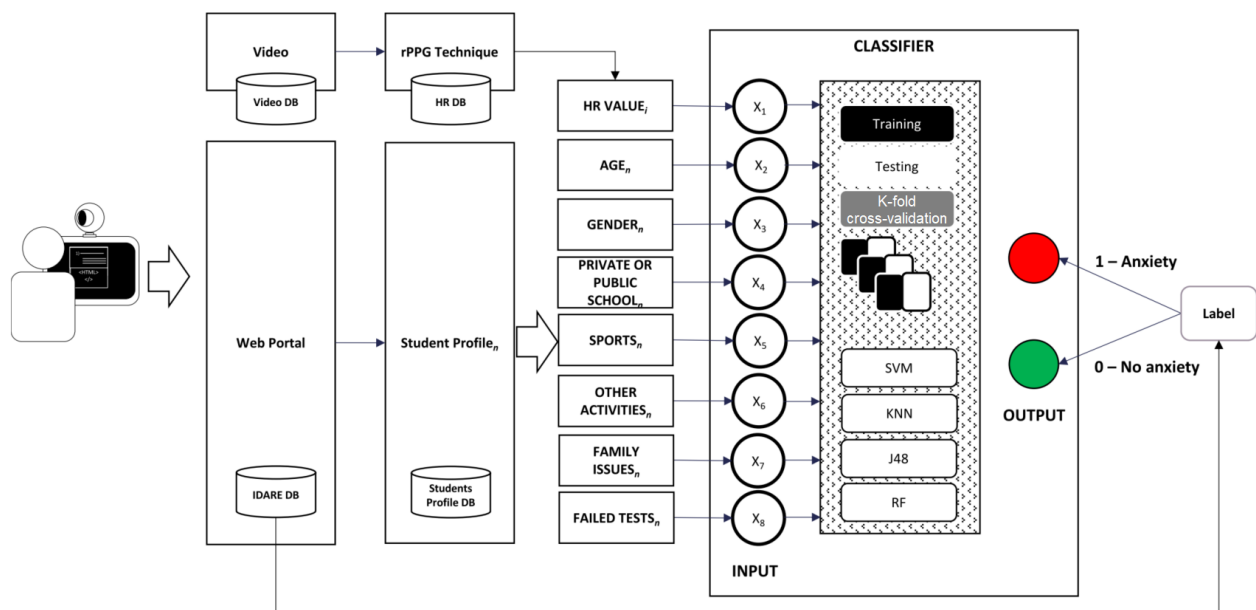 Video
Video DB
rPPG Technique
HR DB
Web Portal
IDARE DB
Student Profileₙ
Students
Profile DB
HR VALUEᵢ
AGEₙ
GENDERₙ
PRIVATE OR
PUBLIC
SCHOOLₙ
SPORTSₙ
OTHER
ACTIVITIESₙ
FAMILY
ISSUESₙ
FAILED TESTSₙ
CLASSIFIER
X₁
X₂
X₃
X₄
X₅
X₆
X₇
X₈
INPUT
Training
Testing
K-fold
cross-validation
SVM
KNN
J48
RF
OUTPUT
1 – Anxiety
0 – No anxiety
Label
<HTML>
</>